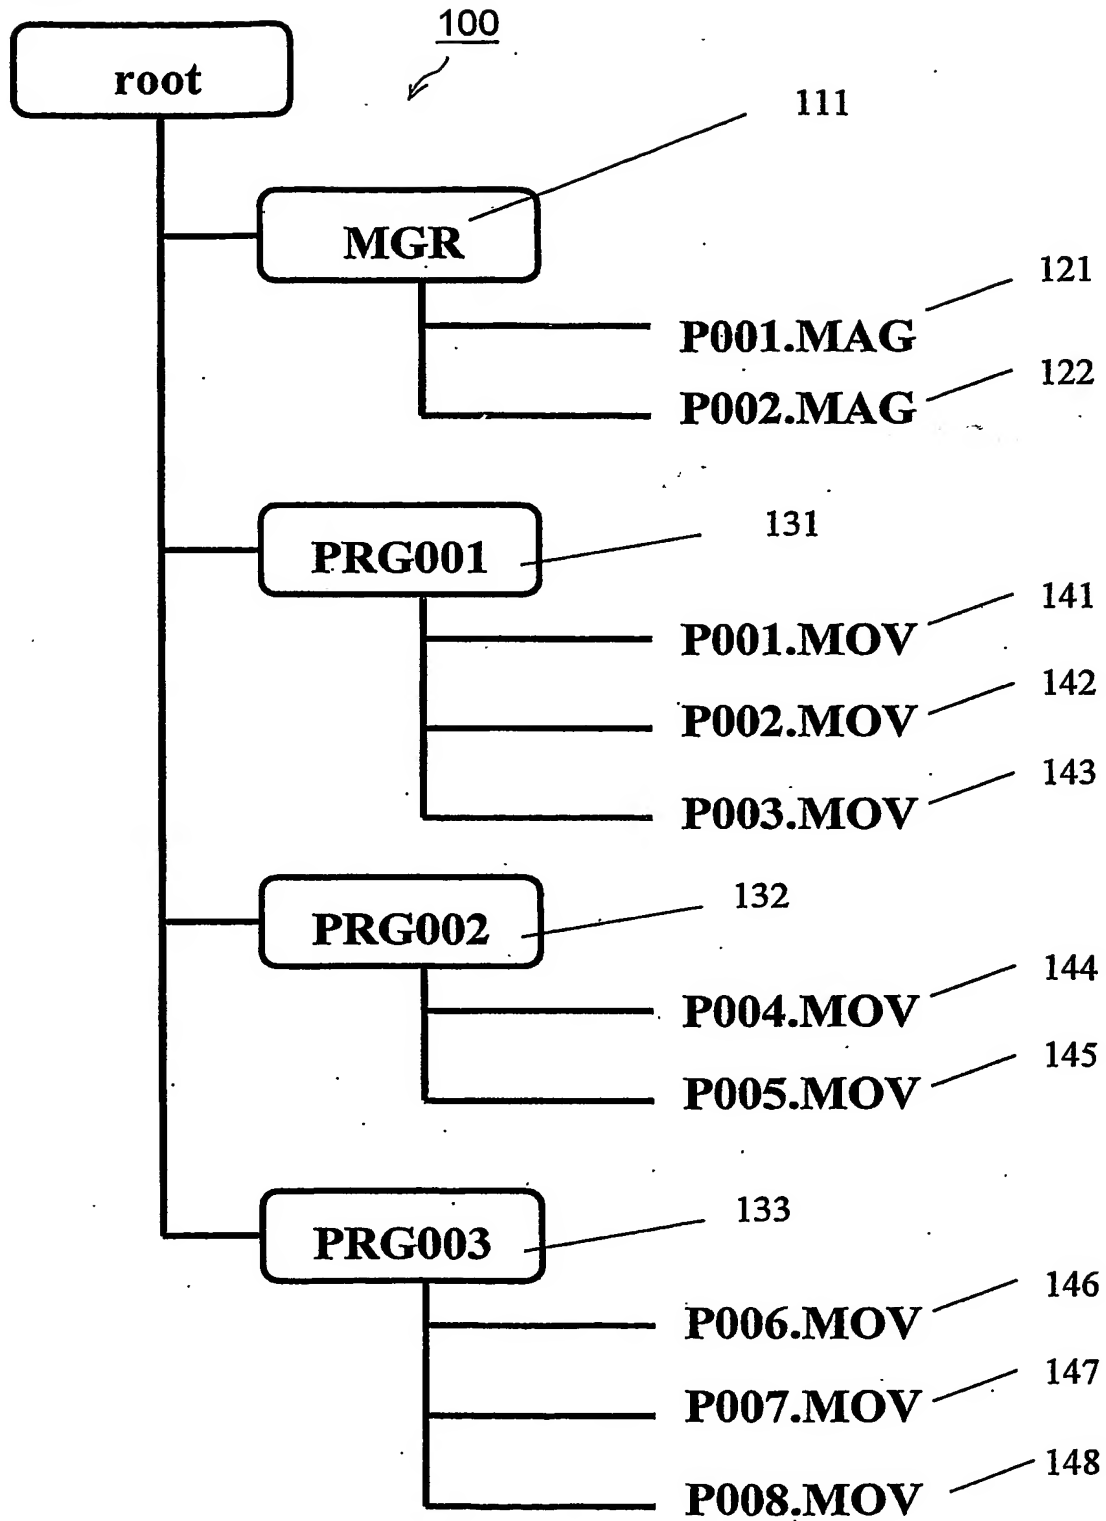 100
root
111
MGR
121
P001.MAG
122
P002.MAG
131
PRG001
141
P001.MOV
142
P002.MOV
143
P003.MOV
132
PRG002
144
P004.MOV
145
P005.MOV
133
PRG003
146
P006.MOV
147
P007.MOV
148
P008.MOV